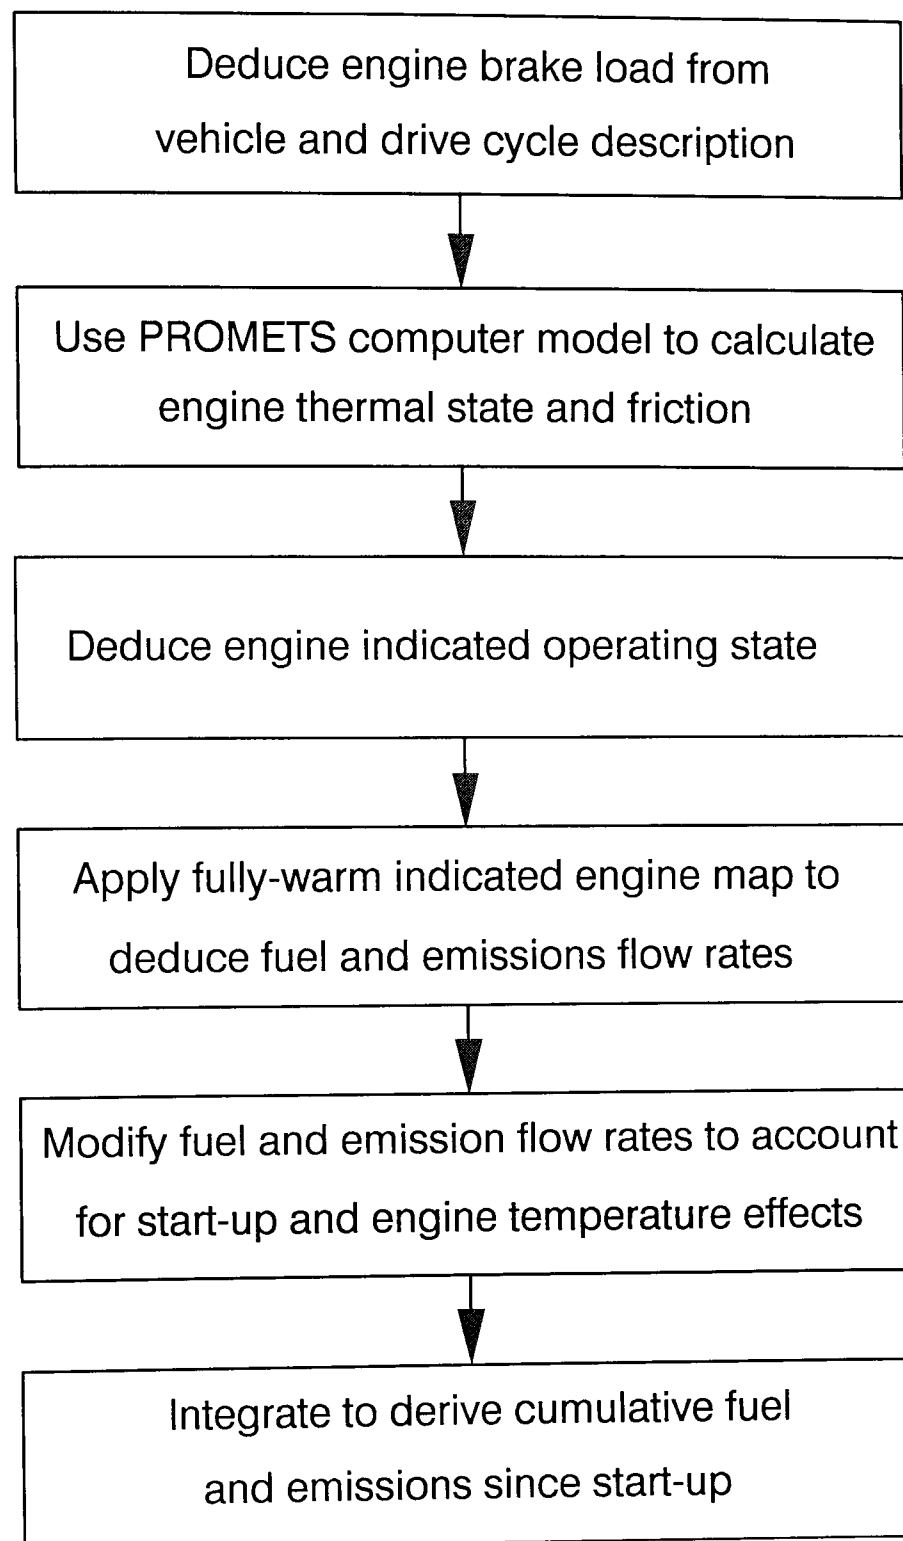 Deduce engine brake load from
vehicle and drive cycle description
Use PROMETS computer model to calculate
engine thermal state and friction
Deduce engine indicated operating state
Apply fully-warm indicated engine map to
deduce fuel and emissions flow rates
Modify fuel and emission flow rates to account
for start-up and engine temperature effects
Integrate to derive cumulative fuel
and emissions since start-up